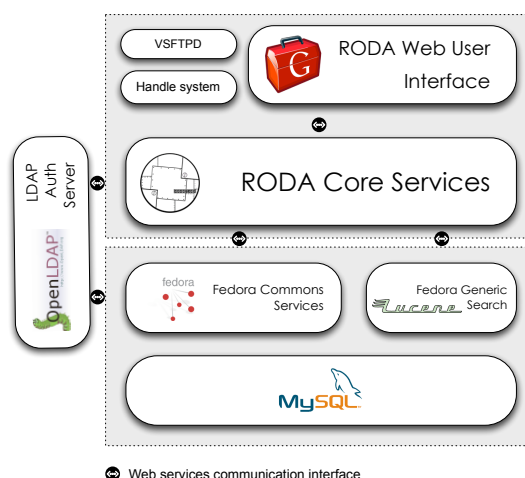 VSFTPD
Handle system
G
RODA Web User
Interface
LDAP
Auth
Server
OpenLDAP
RODA Core Services
fedora
Fedora Commons
Services
Fedora Generic
Lucene Search
MySQL
Web services communication interface